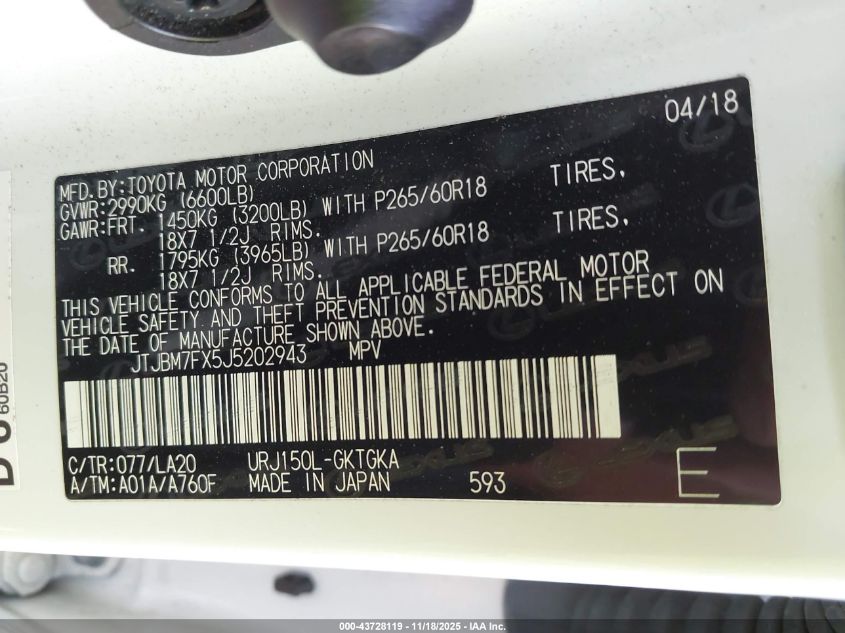 04/18
MFD.BY:TOYOTA MOTOR CORPORATION
GVWR:2990KG (6600LB)
GAWR:FRT. 1450KG (3200LB) WITH P265/60R18 TIRES,
18X7 1/2J RIMS.
RR. 1795KG (3965LB) WITH P265/60R18 TIRES,
18X7 1/2J RIMS.
THIS VEHICLE CONFORMS TO ALL APPLICABLE FEDERAL MOTOR
VEHICLE SAFETY AND THEFT PREVENTION STANDARDS IN EFFECT ON
THE DATE OF MANUFACTURE SHOWN ABOVE.
JTJBM7FX5J5202943 MPV
C/TR:077/LA20 URJ150L-GKTGKA
A/TM:A01A/A760F MADE IN JAPAN 593 E
60B20
LEXUS
000-43728119 — 11/18/2025 — IAA Inc.